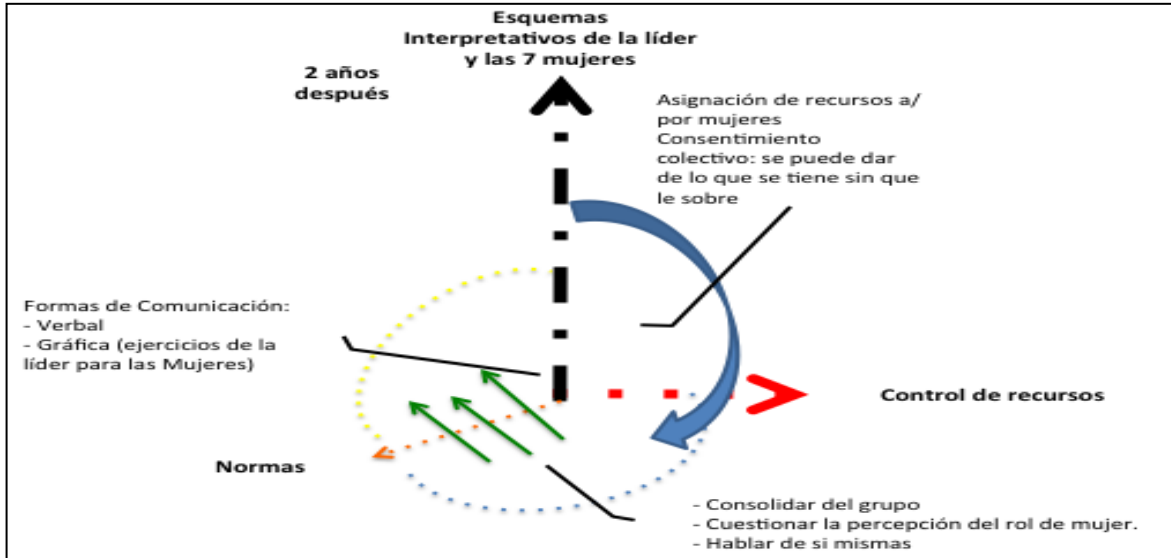 Esquemas
Interpretativos de la líder
y las 7 mujeres
2 años
después
Asignación de recursos a/
por mujeres
Consentimiento
colectivo: se puede dar
de lo que se tiene sin que
le sobre
Formas de Comunicación:
- Verbal
- Gráfica (ejercicios de la
líder para las Mujeres)
Control de recursos
Normas
- Consolidar del grupo
- Cuestionar la percepción del rol de mujer.
- Hablar de si mismas